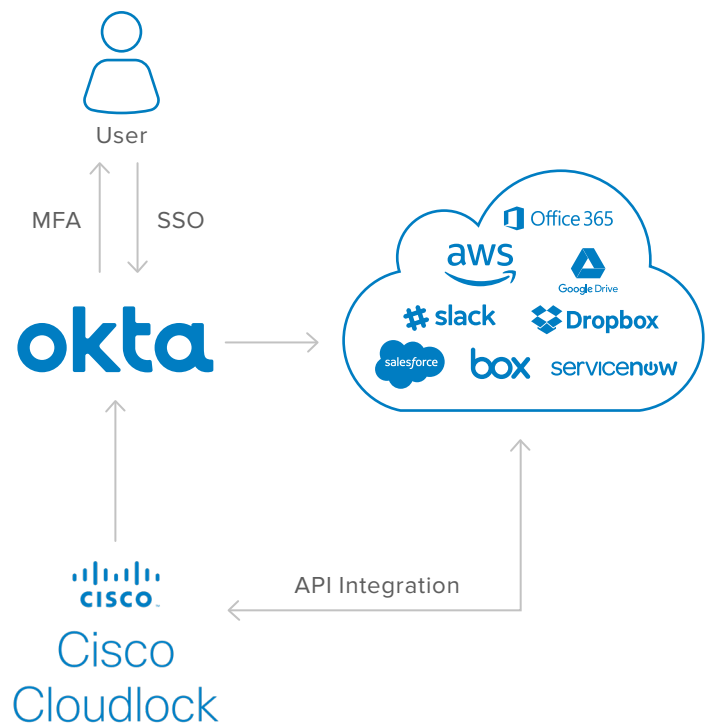 User
MFA
SSO
Office 365
aws
Google Drive
slack
Dropbox
okta
salesforce
box
servicenow
API Integration
CISCO
Cisco
Cloudlock